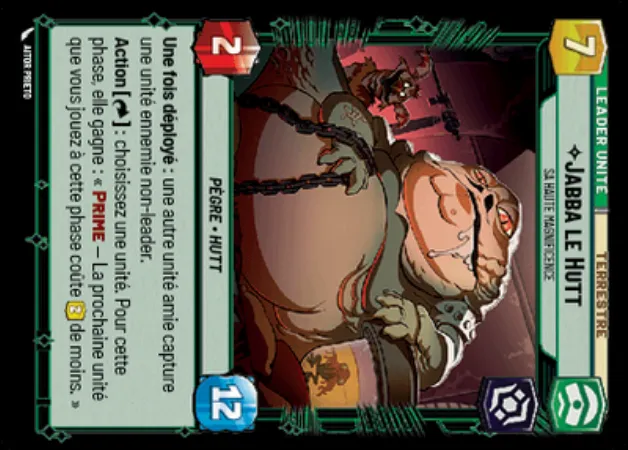 7
LEADER UNITÉ
TERRESTRE
JABBA LE HUTT
SA HAUTE MAGNIFICENCE
2
PÈGRE • HUTT
12
Une fois déployé : une autre unité amie capture
une unité ennemie non-leader.
Action [] : choisissez une unité. Pour cette
phase, elle gagne : « PRIME — La prochaine unité
que vous jouez à cette phase coûte 2 de moins. »
AITOR PRIETO